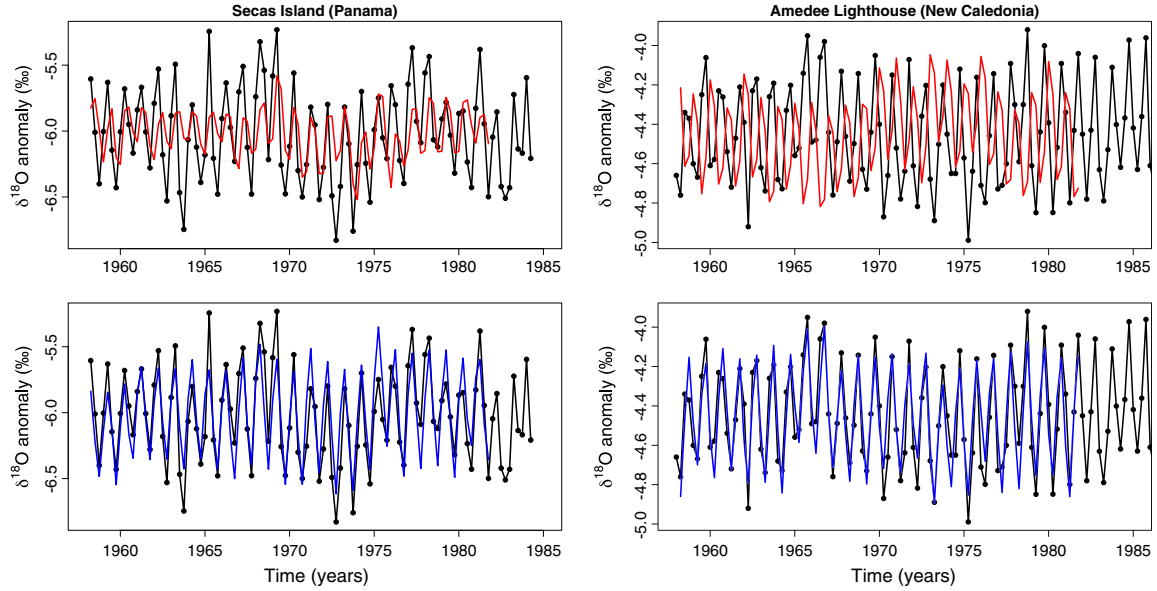 Secas Island (Panama)
Amedee Lighthouse (New Caledonia)
δ18O anomaly (‰)
-5.5
-6.0
-6.5
1960 1965 1970 1975 1980 1985
δ18O anomaly (‰)
-4.0
-4.2
-4.4
-4.6
-4.8
-5.0
1960 1965 1970 1975 1980 1985
δ18O anomaly (‰)
-5.5
-6.0
-6.5
1960 1965 1970 1975 1980 1985
Time (years)
δ18O anomaly (‰)
-4.0
-4.2
-4.4
-4.6
-4.8
-5.0
1960 1965 1970 1975 1980 1985
Time (years)